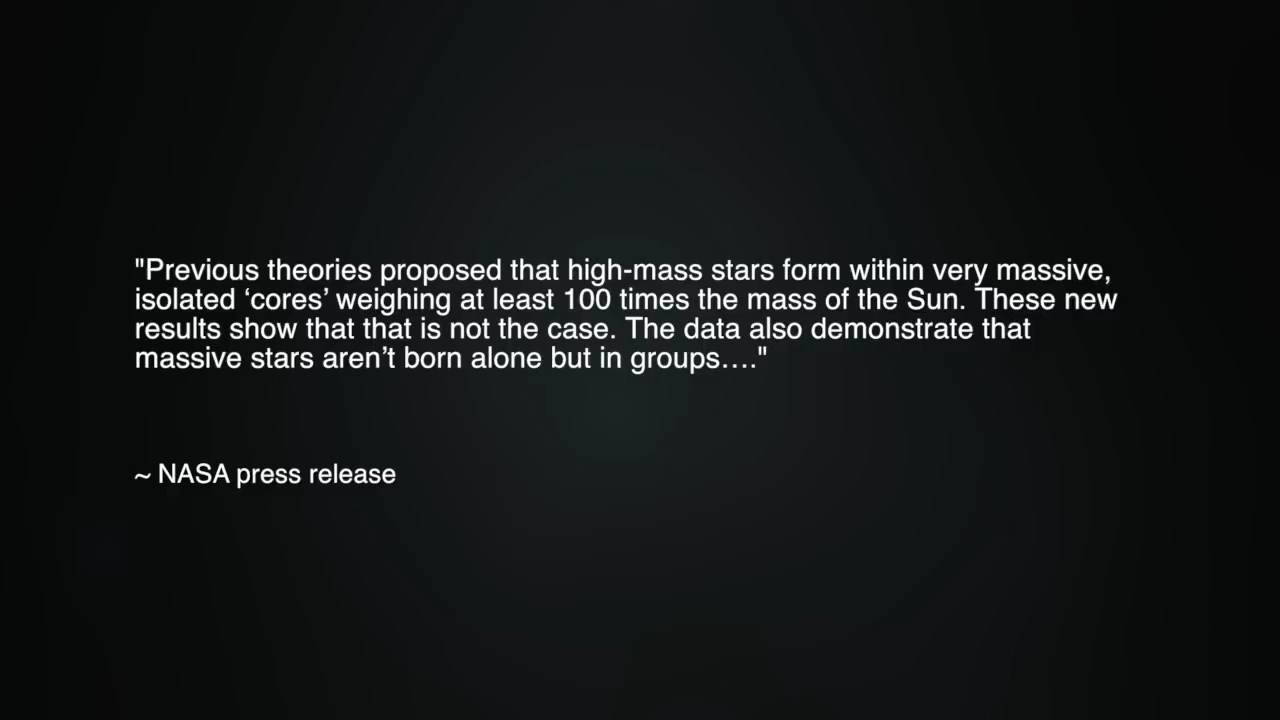 "Previous theories proposed that high-mass stars form within very massive,
isolated ‘cores’ weighing at least 100 times the mass of the Sun. These new
results show that that is not the case. The data also demonstrate that
massive stars aren’t born alone but in groups…."
~ NASA press release